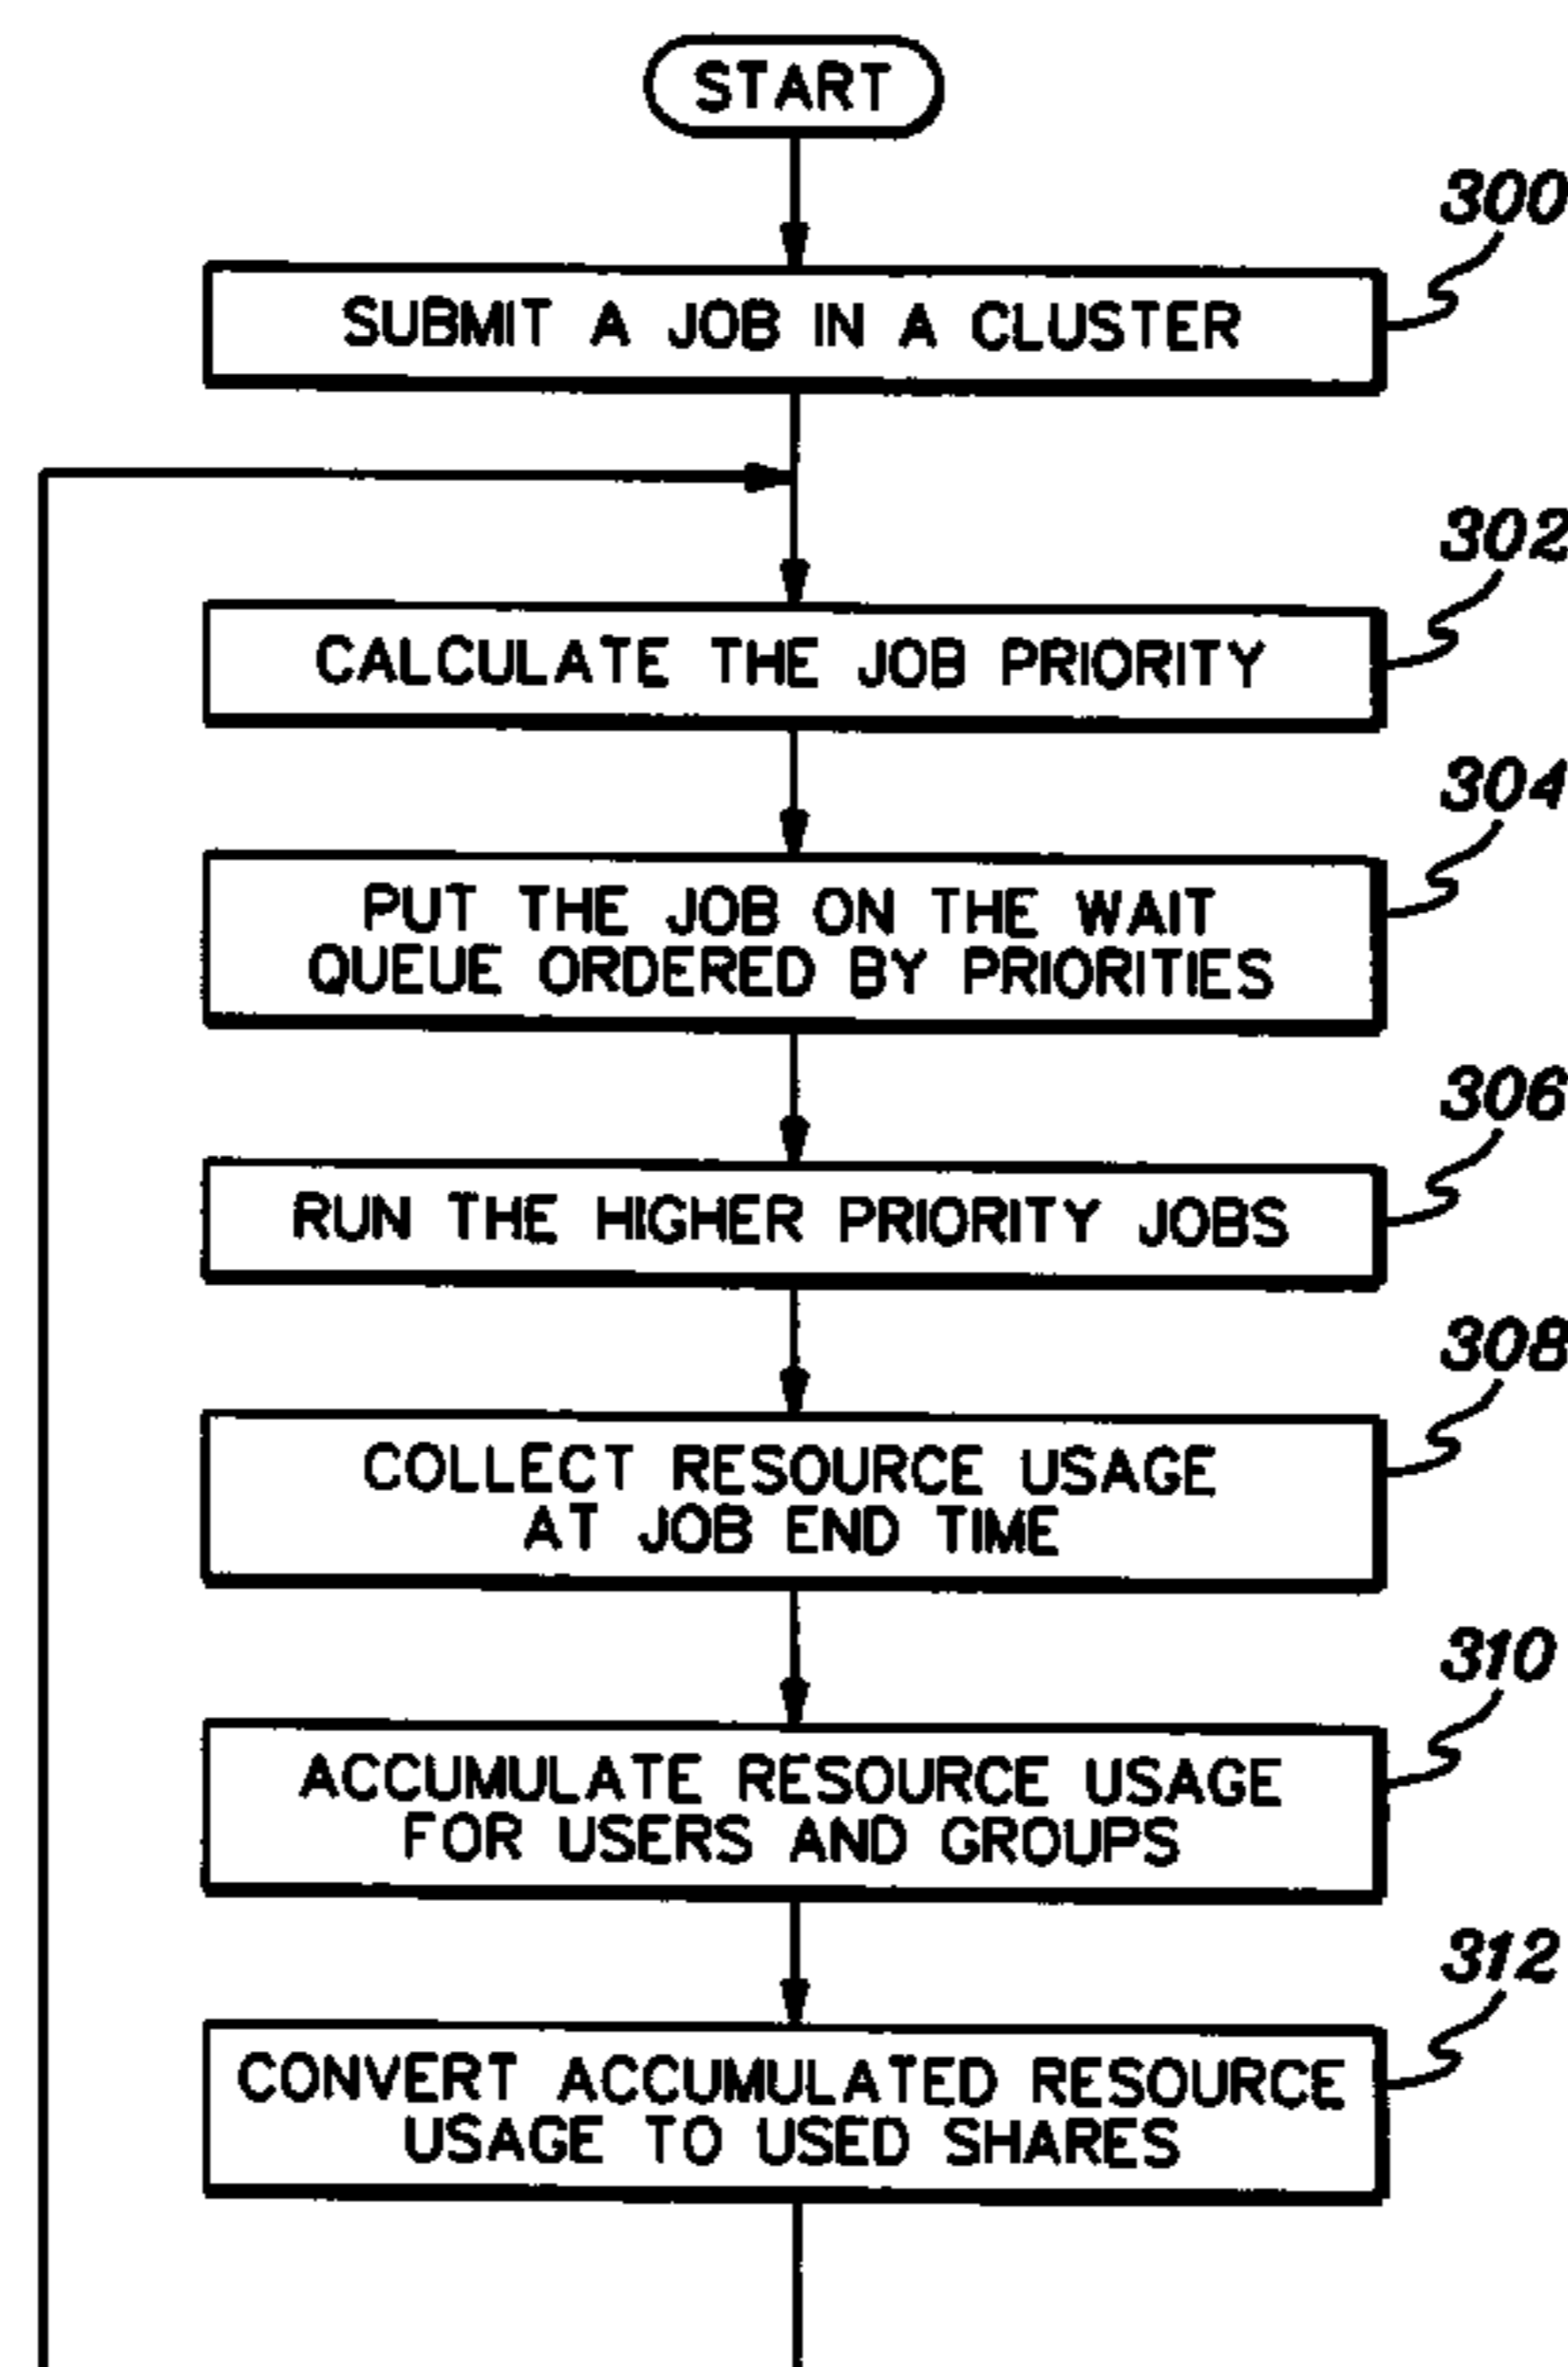 START
300
SUBMIT A JOB IN A CLUSTER
302
CALCULATE THE JOB PRIORITY
304
PUT THE JOB ON THE WAIT
QUEUE ORDERED BY PRIORITIES
306
RUN THE HIGHER PRIORITY JOBS
308
COLLECT RESOURCE USAGE
AT JOB END TIME
310
ACCUMULATE RESOURCE USAGE
FOR USERS AND GROUPS
312
CONVERT ACCUMULATED RESOURCE
USAGE TO USED SHARES